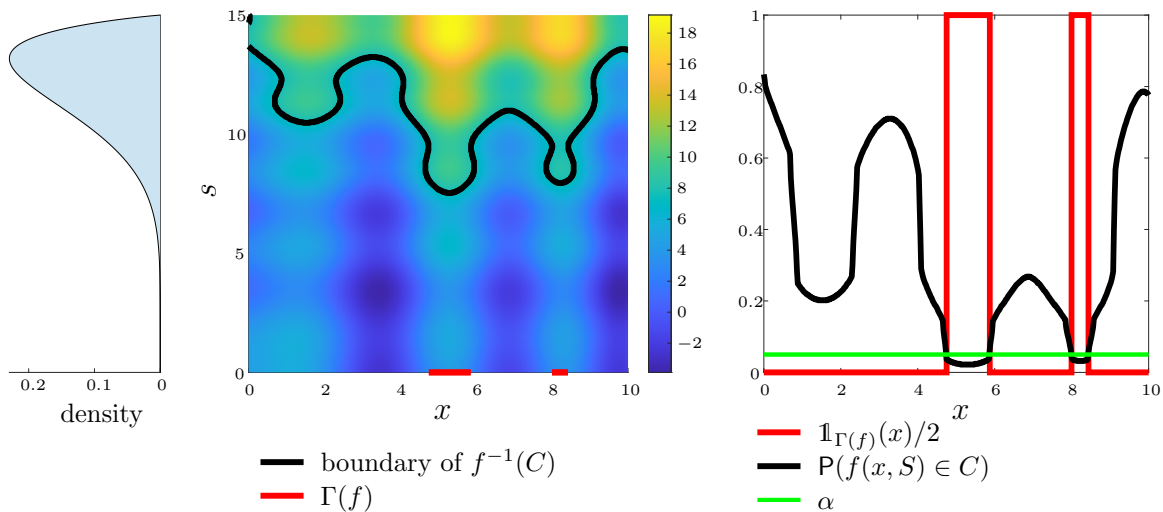 0.2 0.1 0
density
15
10
5
0
s
0 2 4 6 8 10
x
18
16
14
12
10
8
6
4
2
0
−2
boundary of f⁻¹(C)
Γ(f)
1
0.8
0.6
0.4
0.2
0
0 2 4 6 8 10
x
𝟙_{Γ(f)}(x)/2
P(f(x, S) ∈ C)
α